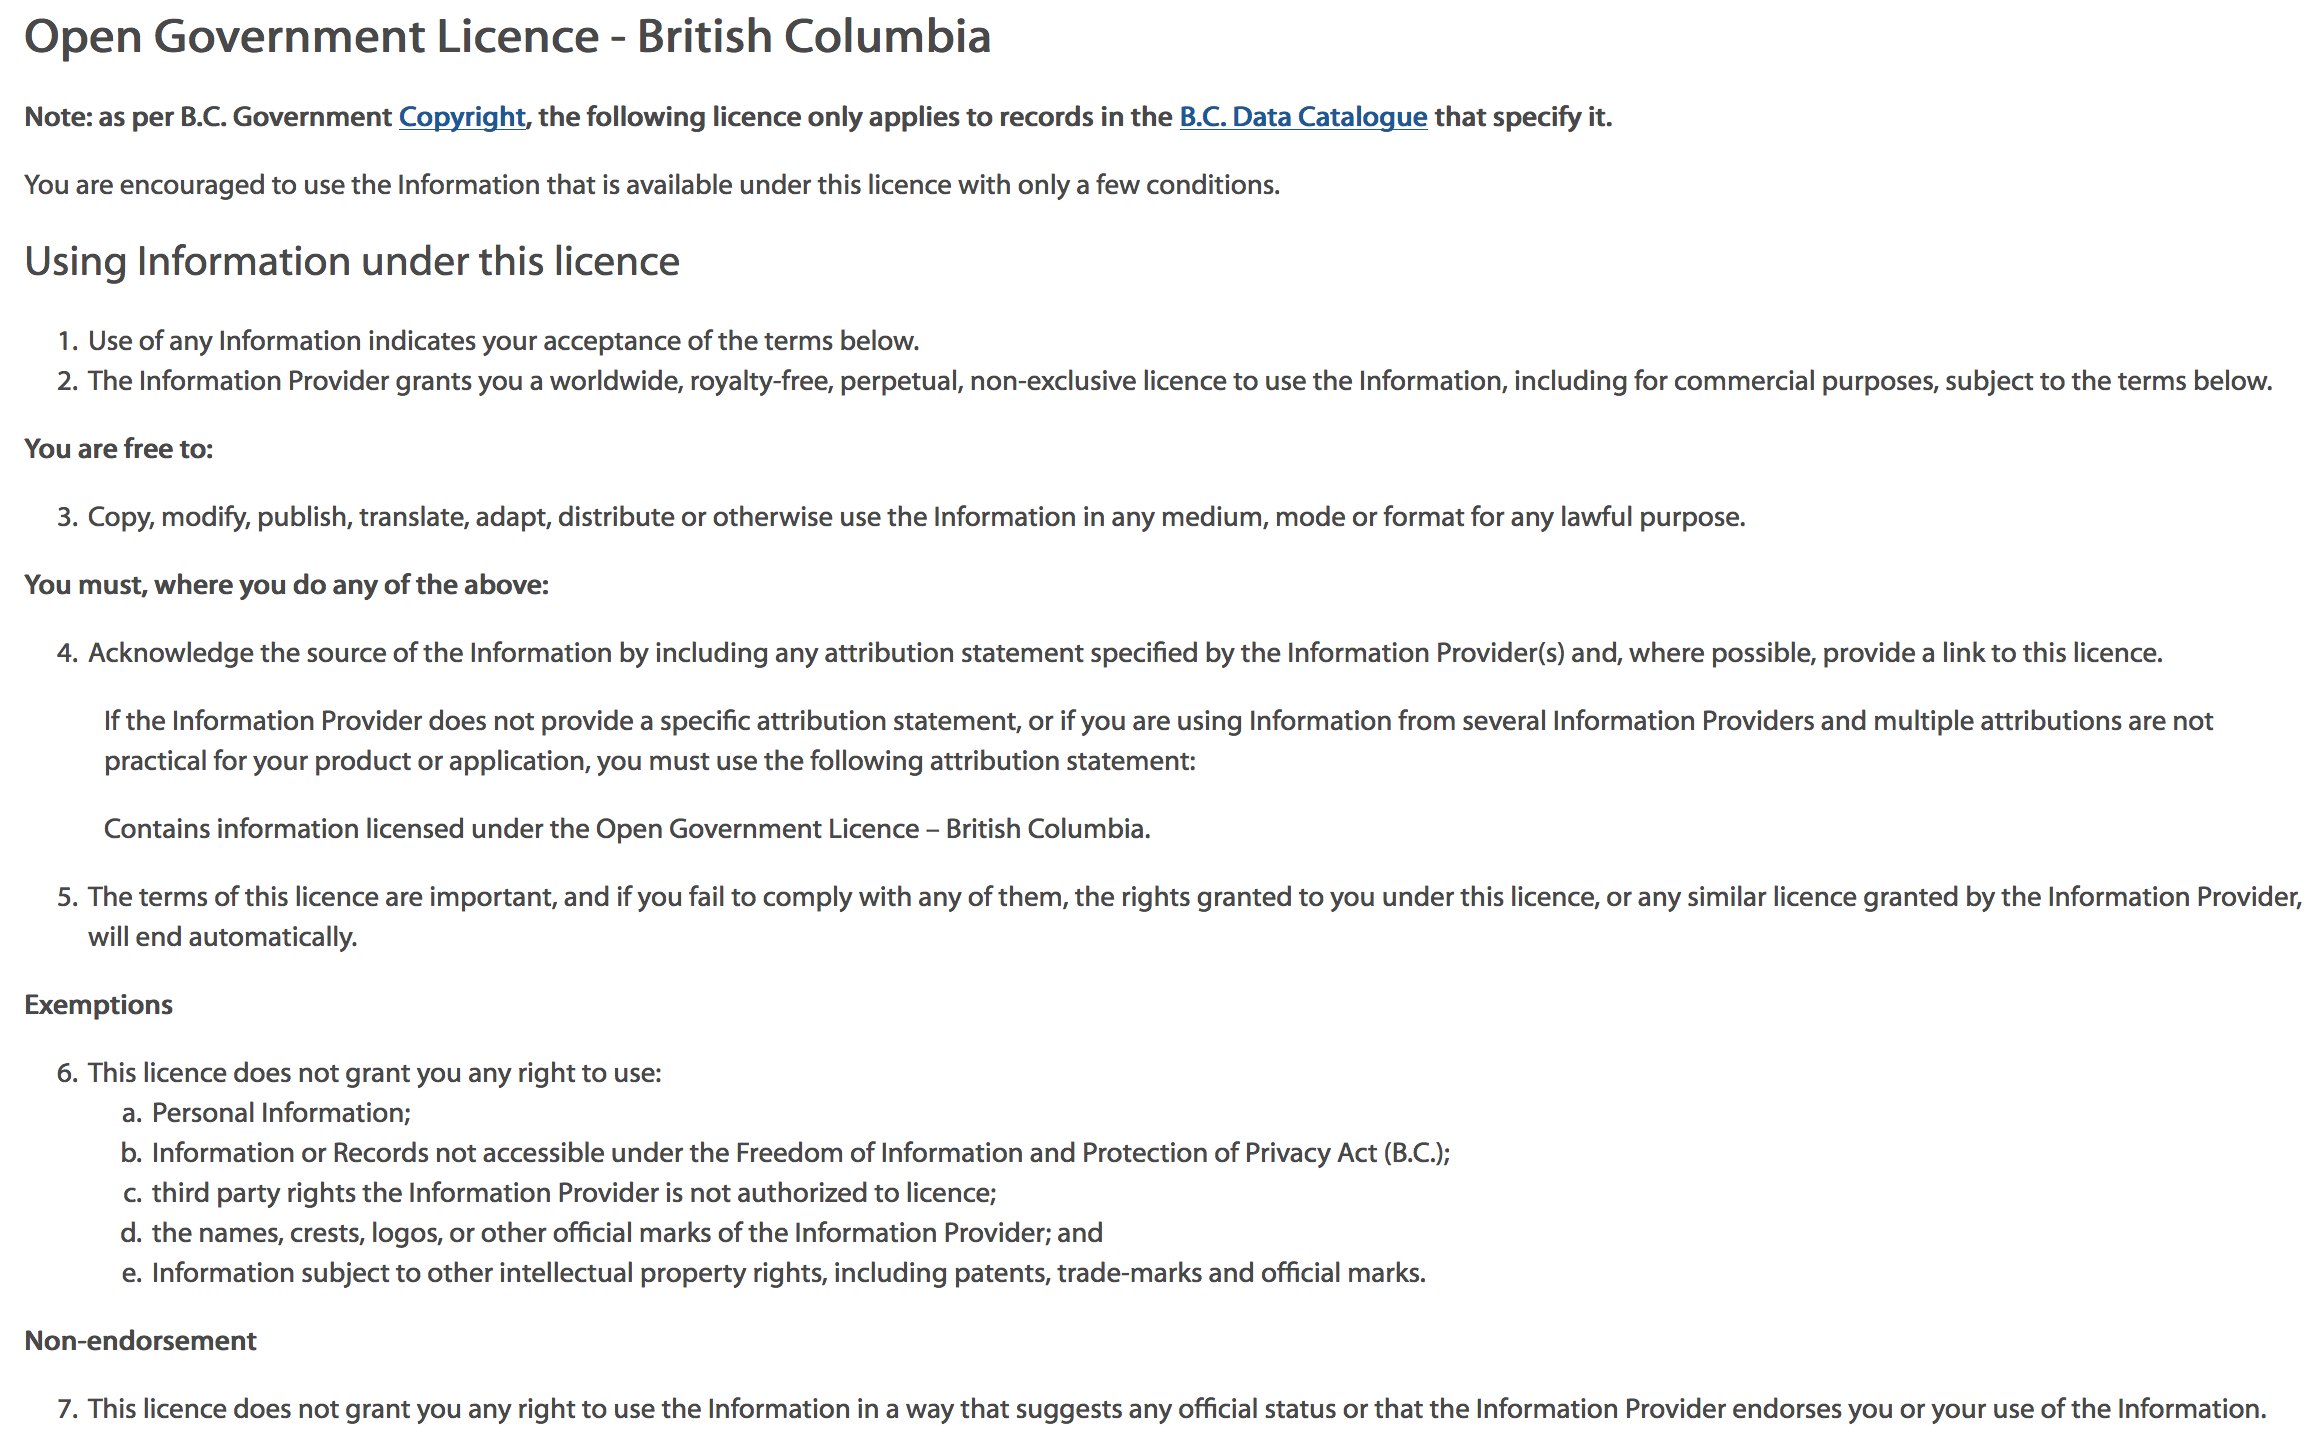 Open Government Licence - British Columbia
Note: as per B.C. Government Copyright, the following licence only applies to records in the B.C. Data Catalogue that specify it.
You are encouraged to use the Information that is available under this licence with only a few conditions.
Using Information under this licence
1. Use of any Information indicates your acceptance of the terms below.
2. The Information Provider grants you a worldwide, royalty-free, perpetual, non-exclusive licence to use the Information, including for commercial purposes, subject to the terms below.
You are free to:
3. Copy, modify, publish, translate, adapt, distribute or otherwise use the Information in any medium, mode or format for any lawful purpose.
You must, where you do any of the above:
4. Acknowledge the source of the Information by including any attribution statement specified by the Information Provider(s) and, where possible, provide a link to this licence.
If the Information Provider does not provide a specific attribution statement, or if you are using Information from several Information Providers and multiple attributions are not
practical for your product or application, you must use the following attribution statement:
Contains information licensed under the Open Government Licence – British Columbia.
5. The terms of this licence are important, and if you fail to comply with any of them, the rights granted to you under this licence, or any similar licence granted by the Information Provider,
will end automatically.
Exemptions
6. This licence does not grant you any right to use:
a. Personal Information;
b. Information or Records not accessible under the Freedom of Information and Protection of Privacy Act (B.C.);
c. third party rights the Information Provider is not authorized to licence;
d. the names, crests, logos, or other official marks of the Information Provider; and
e. Information subject to other intellectual property rights, including patents, trade-marks and official marks.
Non-endorsement
7. This licence does not grant you any right to use the Information in a way that suggests any official status or that the Information Provider endorses you or your use of the Information.